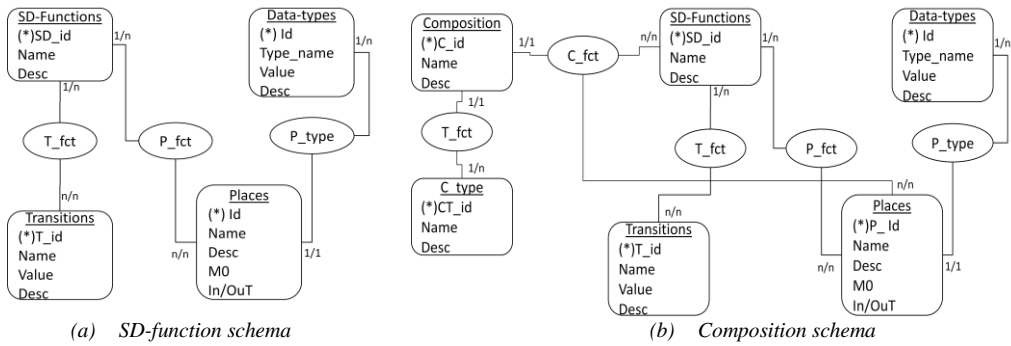 SD-Functions
(*)SD_id
Name
Desc
1/n
1/n
Data-types
(*) Id
Type_name
Value
Desc
1/n
T_fct
P_fct
P_type
n/n
Transitions
(*)T_id
Name
Value
Desc
n/n
Places
(*) Id
Name
Desc
M0
In/OuT
1/1
(a) SD-function schema
Composition
(*)C_id
Name
Desc
1/1
C_fct
n/n
SD-Functions
(*)SD_id
Name
Desc
1/n
1/n
Data-types
(*) Id
Type_name
Value
Desc
1/n
1/1
T_fct
1/n
C_type
(*)CT_id
Name
Desc
T_fct
P_fct
P_type
n/n
Transitions
(*)T_id
Name
Value
Desc
n/n
n/n
Places
(*)P_ Id
Name
Desc
M0
In/OuT
1/1
(b) Composition schema